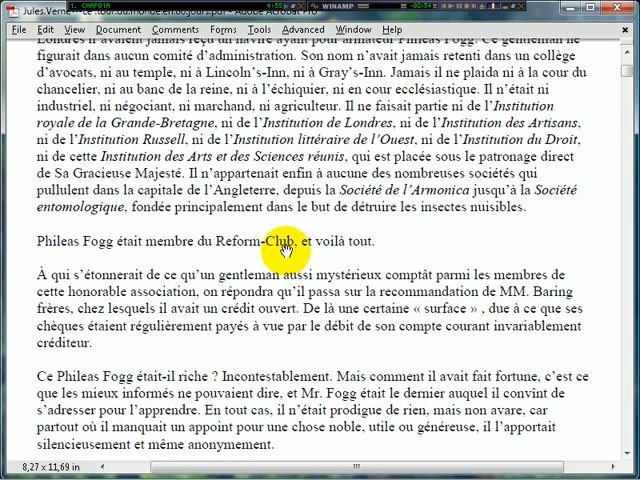 Jules.Verne
1. CHAP01A
4:55
WINAMP
02:34
File Edit View Document Comments Forms Tools Advanced Window Help
Londres n'avaient jamais reçu un navire ayant pour armateur Phileas Fogg. Ce gentleman ne
figurait dans aucun comité d'administration. Son nom n'avait jamais retenti dans un collège
d'avocats, ni au temple, ni à Lincoln's-Inn, ni à Gray's-Inn. Jamais il ne plaida ni à la cour du
chancelier, ni au banc de la reine, ni à l'échiquier, ni en cour ecclésiastique. Il n'était ni
industriel, ni négociant, ni marchand, ni agriculteur. Il ne faisait partie ni de l'Institution
royale de la Grande-Bretagne, ni de l'Institution de Londres, ni de l'Institution des Artisans,
ni de l'Institution Russell, ni de l'Institution littéraire de l'Ouest, ni de l'Institution du Droit,
ni de cette Institution des Arts et des Sciences réunis, qui est placée sous le patronage direct
de Sa Gracieuse Majesté. Il n'appartenait enfin à aucune des nombreuses sociétés qui
pullulent dans la capitale de l'Angleterre, depuis la Société de l'Armonica jusqu'à la Société
entomologique, fondée principalement dans le but de détruire les insectes nuisibles.
Phileas Fogg était membre du Reform-Club, et voilà tout.
À qui s'étonnerait de ce qu'un gentleman aussi mystérieux comptât parmi les membres de
cette honorable association, on répondra qu'il passa sur la recommandation de MM. Baring
frères, chez lesquels il avait un crédit ouvert. De là une certaine « surface » , due à ce que ses
chèques étaient régulièrement payés à vue par le débit de son compte courant invariablement
créditeur.
Ce Phileas Fogg était-il riche ? Incontestablement. Mais comment il avait fait fortune, c'est ce
que les mieux informés ne pouvaient dire, et Mr. Fogg était le dernier auquel il convînt de
s'adresser pour l'apprendre. En tout cas, il n'était prodigue de rien, mais non avare, car
partout où il manquait un appoint pour une chose noble, utile ou généreuse, il l'apportait
silencieusement et même anonymement.
8,27 x 11,69 in